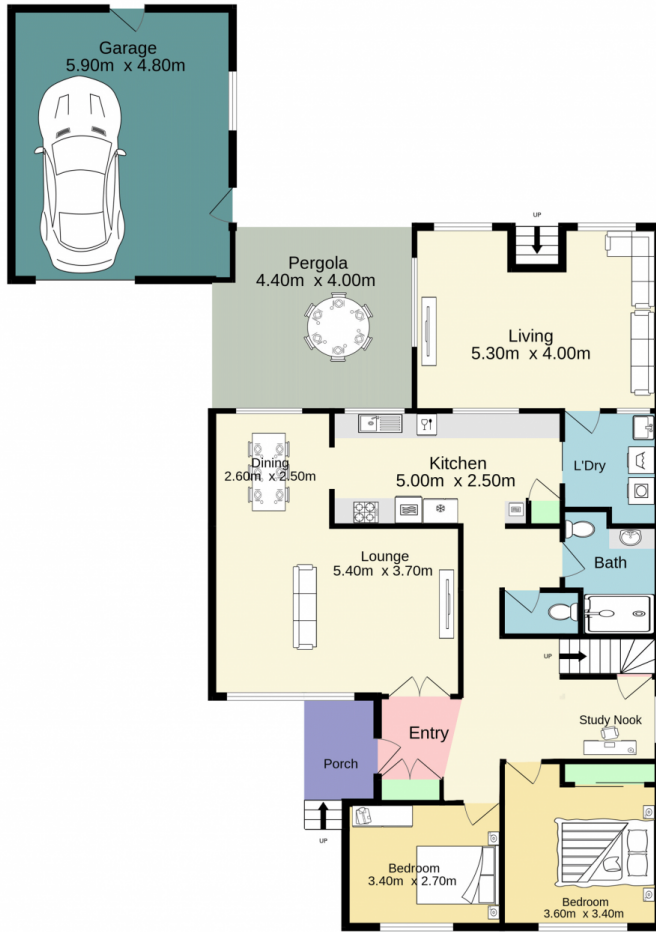 Garage
5.90m x 4.80m
UP
Pergola
4.40m x 4.00m
Living
5.30m x 4.00m
Dining
2.60m x 2.50m
Kitchen
5.00m x 2.50m
L'Dry
Lounge
5.40m x 3.70m
Bath
UP
Study Nook
Entry
Porch
UP
Bedroom
3.40m x 2.70m
Bedroom
3.60m x 3.40m